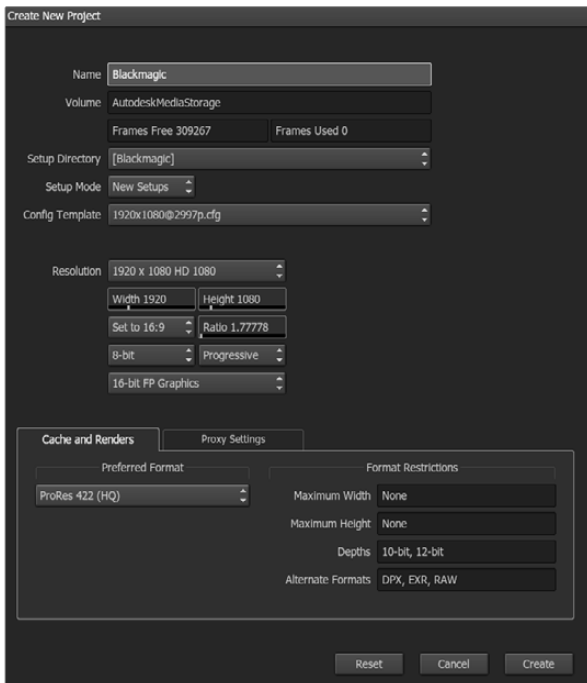 Create New Project
Name Blackmagic
Volume AutodeskMediaStorage
Frames Free 309267 Frames Used 0
Setup Directory [Blackmagic]
Setup Mode New Setups
Config Template 1920x1080@2997p.cfg
Resolution 1920 x 1080 HD 1080
Width 1920 Height 1080
Set to 16:9 Ratio 1.77778
8-bit Progressive
16-bit FP Graphics
Cache and Renders Proxy Settings
Preferred Format Format Restrictions
ProRes 422 (HQ) Maximum Width None
Maximum Height None
Depths 10-bit, 12-bit
Alternate Formats DPX, EXR, RAW
Reset Cancel Create